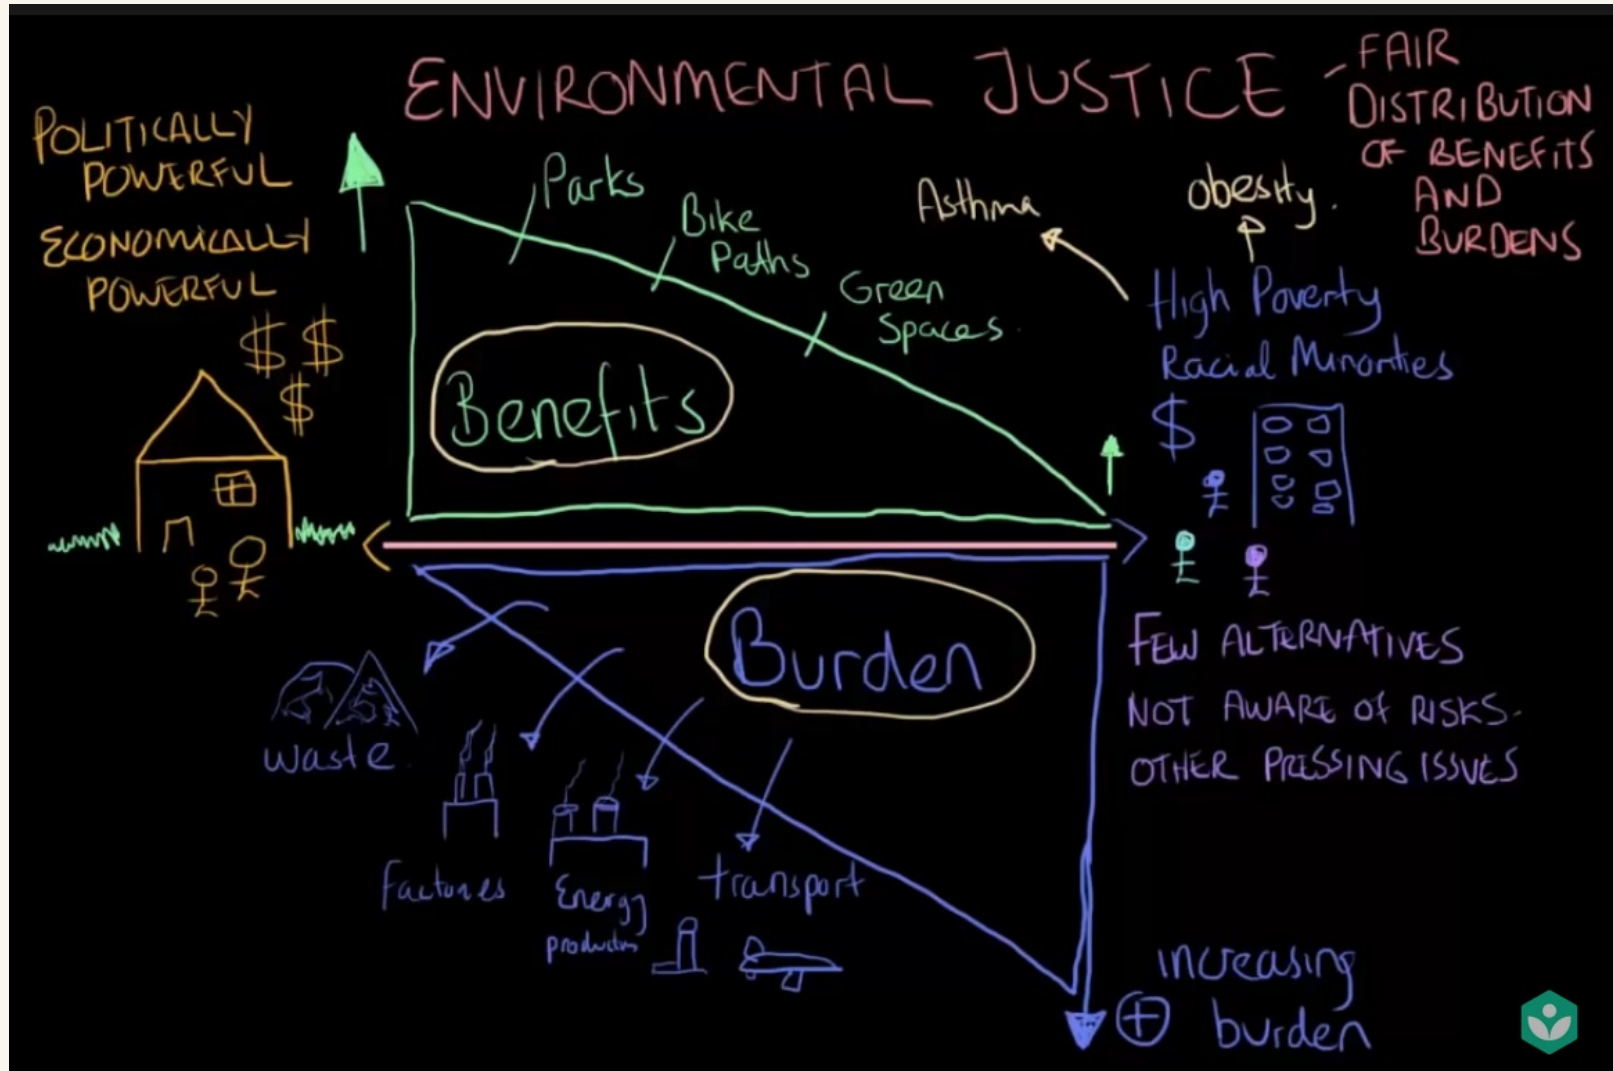 ENVIRONMENTAL JUSTICE - FAIR
DISTRIBUTION
OF BENEFITS
AND
BURDENS
POLITICALLY
POWERFUL
ECONOMICALLY
POWERFUL
$ $
$
Parks
Bike
Paths
Green
Spaces
Benefits
Asthma
obesity.
High Poverty
Racial Minorities
$
Burden
FEW ALTERNATIVES
NOT AWARE Of RISKS.
OTHER PRESSING ISSUES
waste
factories
Energy
transport
+ increasing
burden